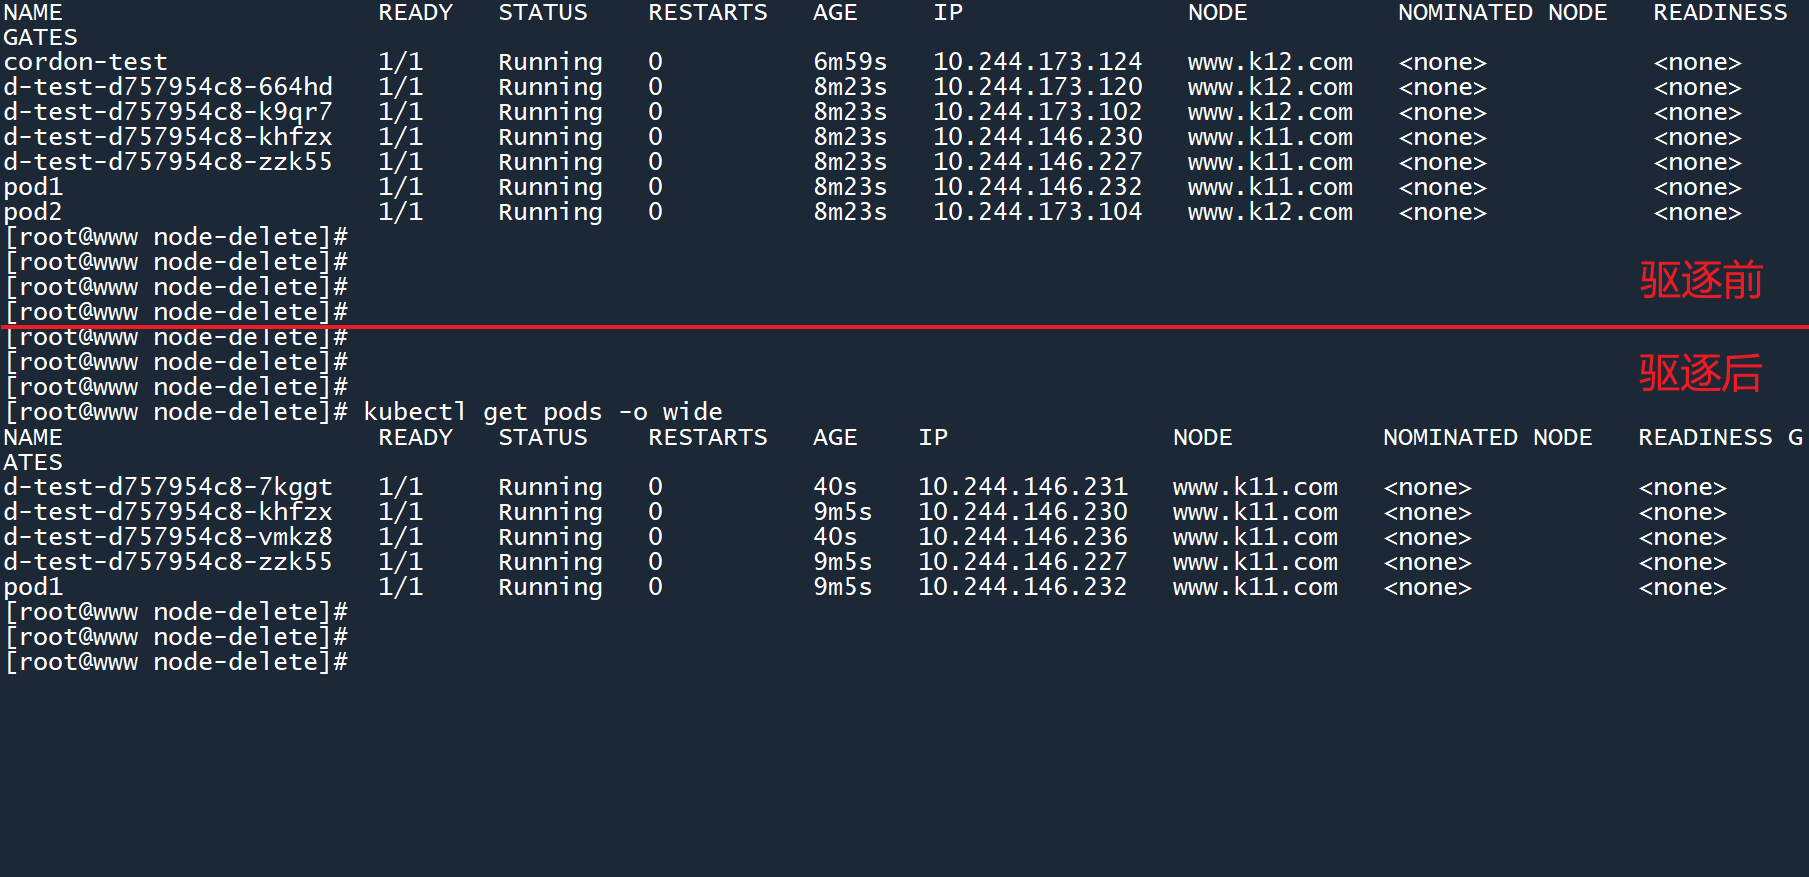 NAME                     READY   STATUS    RESTARTS   AGE     IP               NODE          NOMINATED NODE   READINESS
GATES
cordon-test              1/1     Running   0          6m59s   10.244.173.124   www.k12.com   <none>           <none>
d-test-d757954c8-664hd   1/1     Running   0          8m23s   10.244.173.120   www.k12.com   <none>           <none>
d-test-d757954c8-k9qr7   1/1     Running   0          8m23s   10.244.173.102   www.k12.com   <none>           <none>
d-test-d757954c8-khfzx   1/1     Running   0          8m23s   10.244.146.230   www.k11.com   <none>           <none>
d-test-d757954c8-zzk55   1/1     Running   0          8m23s   10.244.146.227   www.k11.com   <none>           <none>
pod1                     1/1     Running   0          8m23s   10.244.146.232   www.k11.com   <none>           <none>
pod2                     1/1     Running   0          8m23s   10.244.173.104   www.k12.com   <none>           <none>
[root@www node-delete]#
[root@www node-delete]#
[root@www node-delete]#
驱逐前
[root@www node-delete]#
[root@www node-delete]#
[root@www node-delete]#
驱逐后
[root@www node-delete]#
[root@www node-delete]# kubectl get pods -o wide
NAME                     READY   STATUS    RESTARTS   AGE    IP               NODE          NOMINATED NODE   READINESS G
ATES
d-test-d757954c8-7kggt   1/1     Running   0          40s    10.244.146.231   www.k11.com   <none>           <none>
d-test-d757954c8-khfzx   1/1     Running   0          9m5s   10.244.146.230   www.k11.com   <none>           <none>
d-test-d757954c8-vmkz8   1/1     Running   0          40s    10.244.146.236   www.k11.com   <none>           <none>
d-test-d757954c8-zzk55   1/1     Running   0          9m5s   10.244.146.227   www.k11.com   <none>           <none>
pod1                     1/1     Running   0          9m5s   10.244.146.232   www.k11.com   <none>           <none>
[root@www node-delete]#
[root@www node-delete]#
[root@www node-delete]#